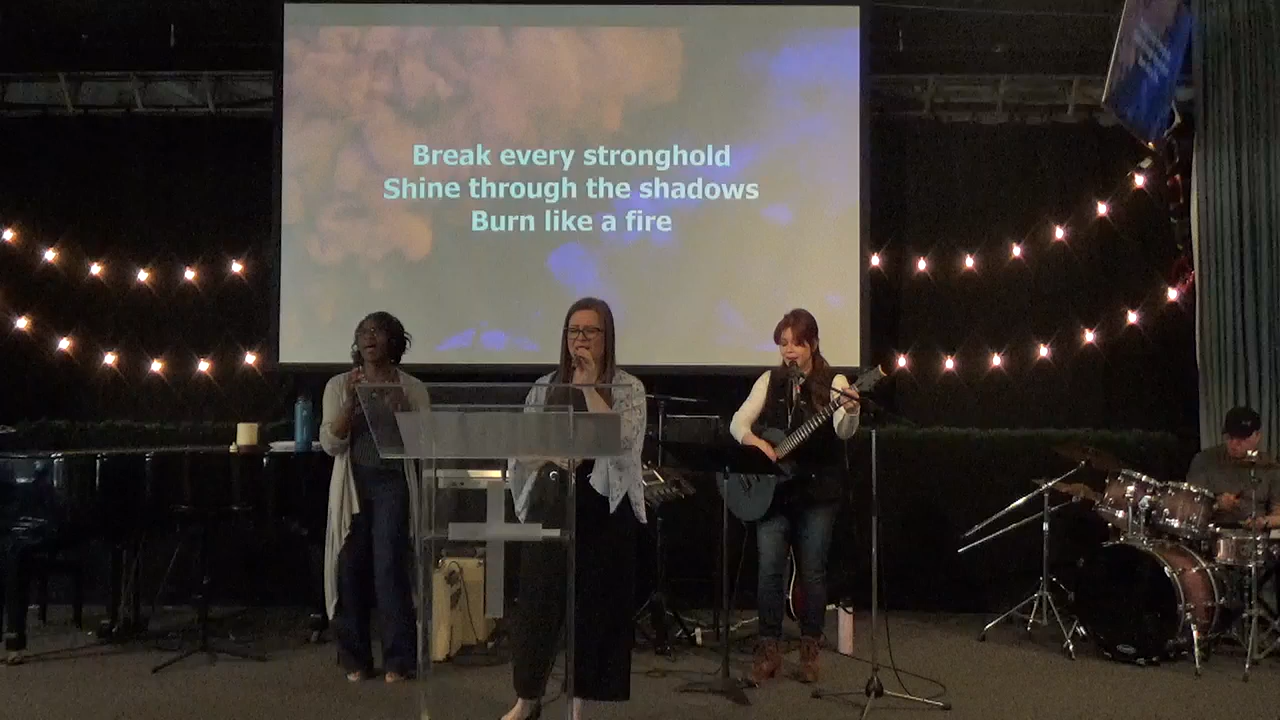 Break every stronghold
Shine through the shadows
Burn like a fire